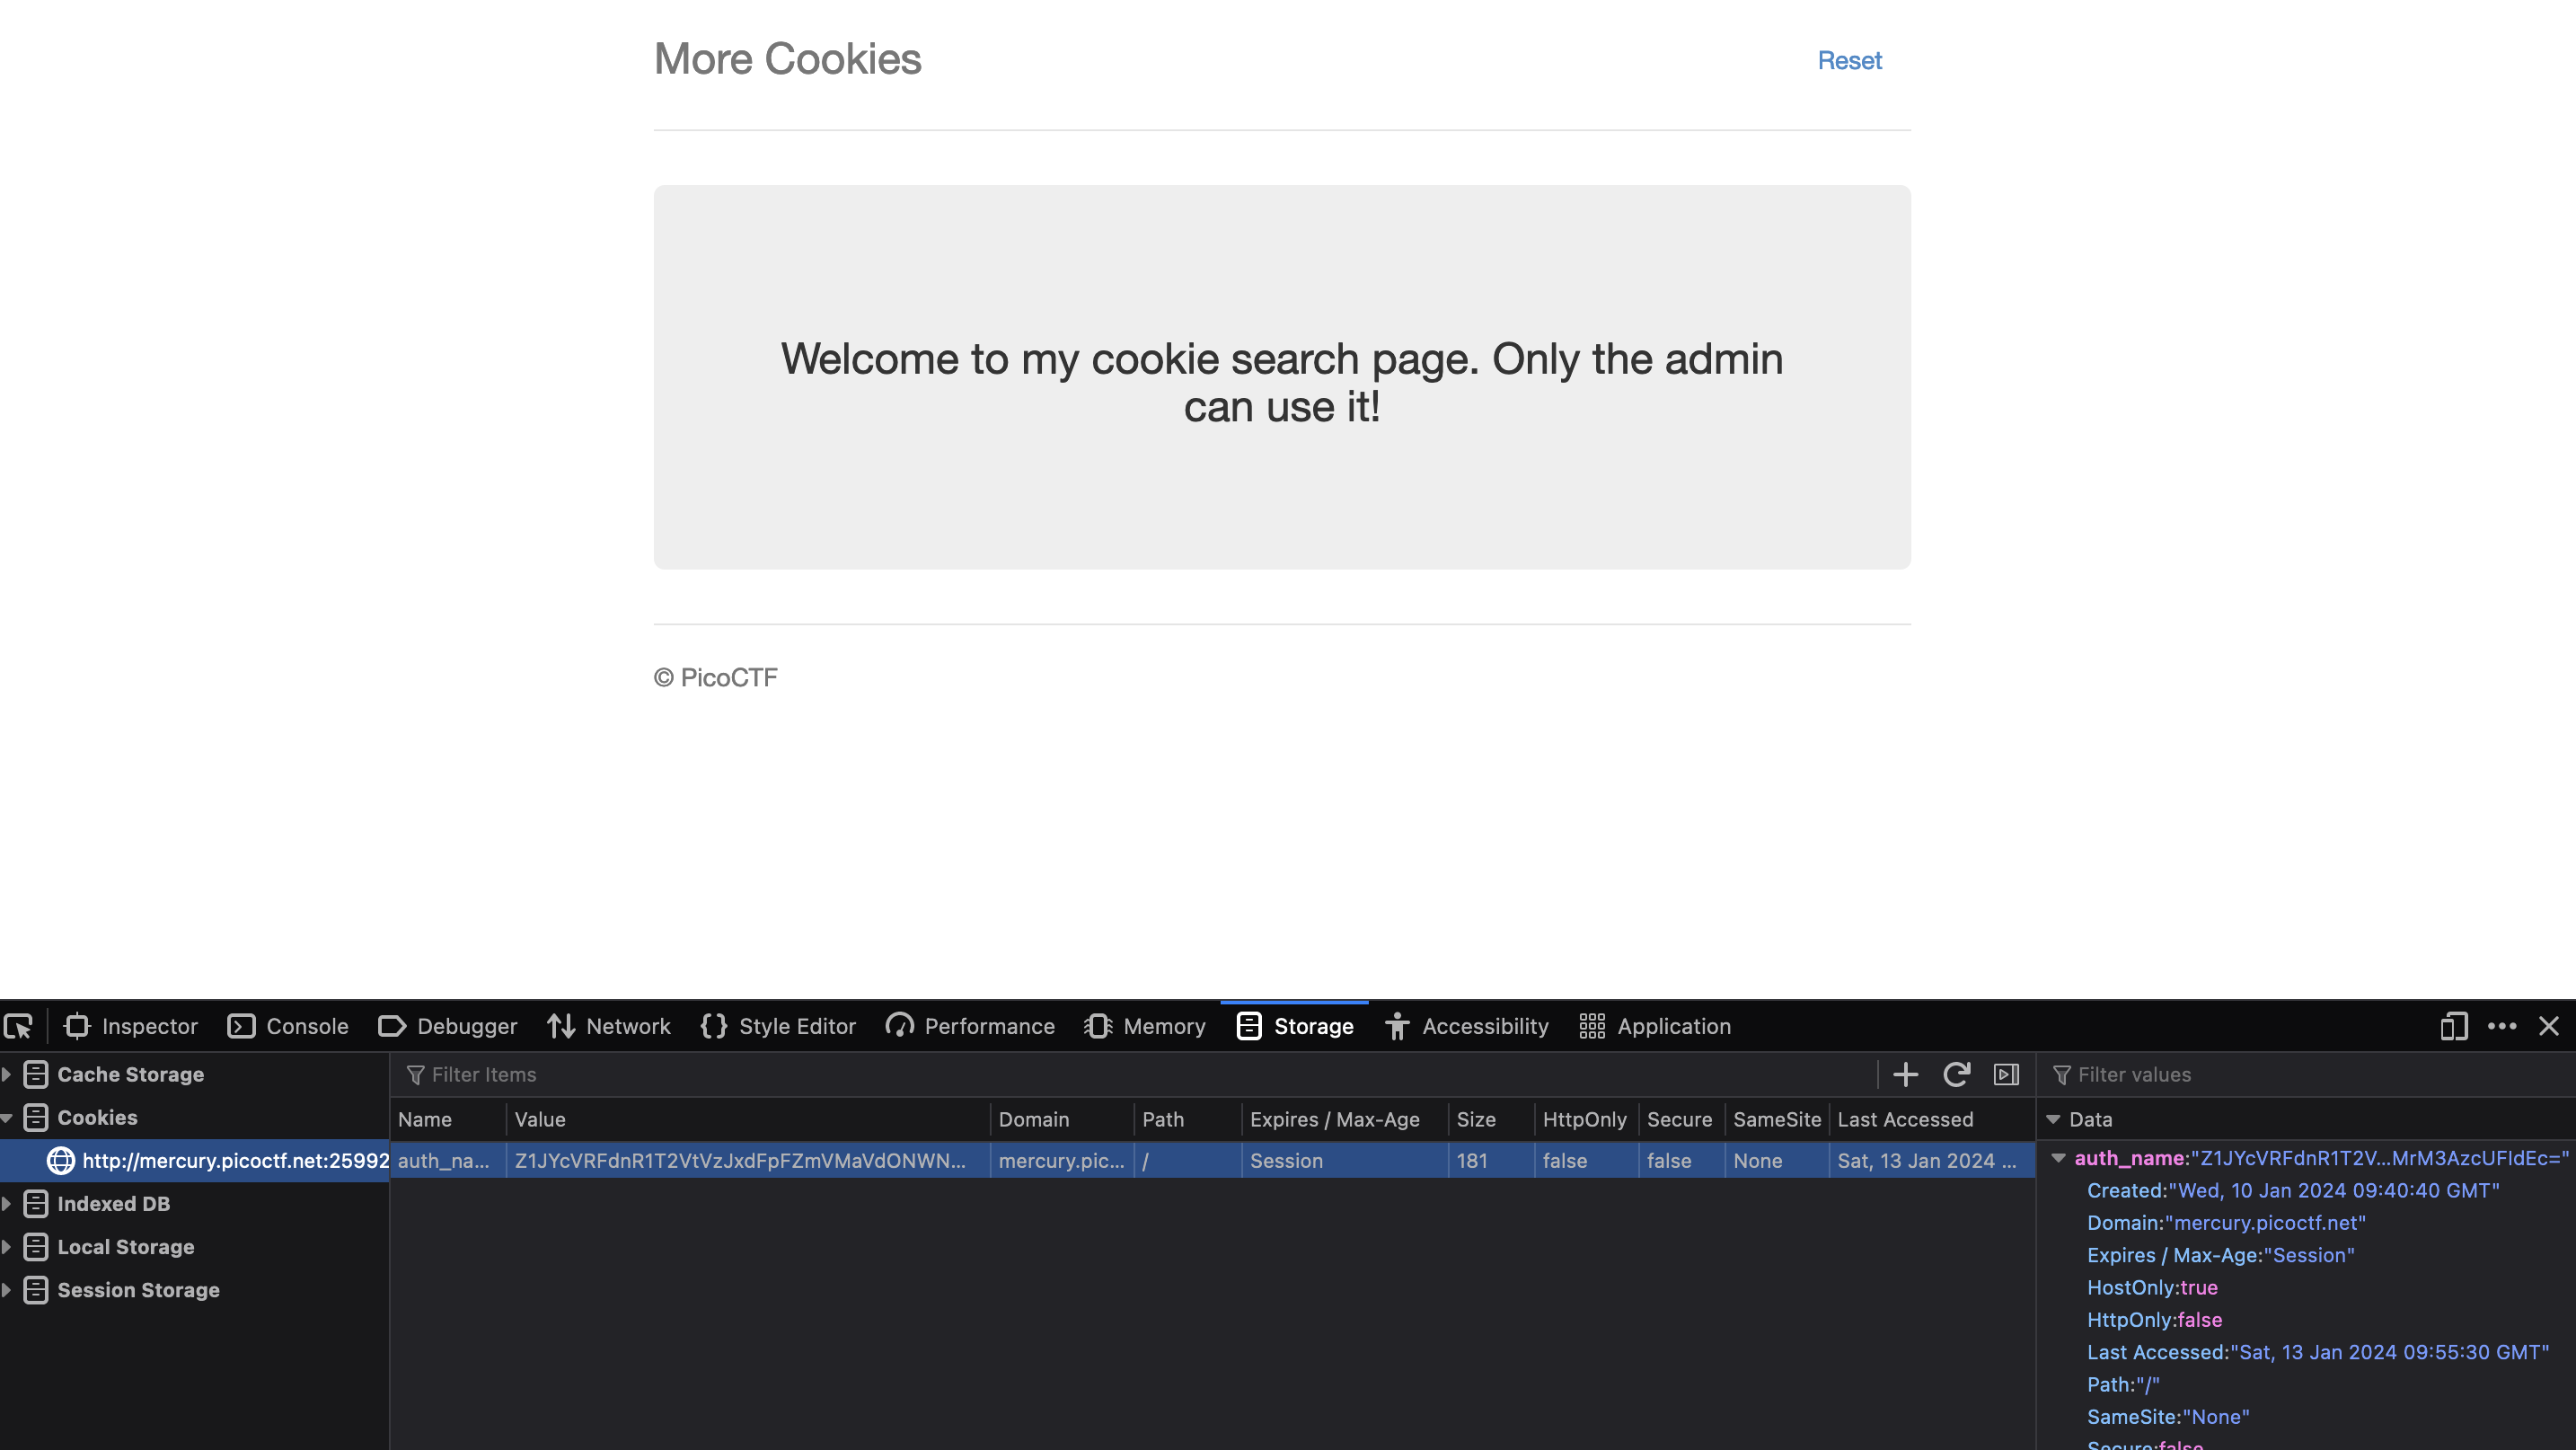 More Cookies
Reset
Welcome to my cookie search page. Only the admin
can use it!
© PicoCTF
Inspector Console Debugger Network Style Editor Performance Memory Storage Accessibility Application
Cache Storage
Cookies
http://mercury.picoctf.net:25992
Indexed DB
Local Storage
Session Storage
Filter Items
Name Value Domain Path Expires / Max-Age Size HttpOnly Secure SameSite Last Accessed
auth_na... Z1JYcVRFdnR1T2VtVzJxdFpFZmVMaVdONWN... mercury.pic... / Session 181 false false None Sat, 13 Jan 2024 ...
Filter values
Data
auth_name:"Z1JYcVRFdnR1T2V...MrM3AzcUFIdEc="
Created:"Wed, 10 Jan 2024 09:40:40 GMT"
Domain:"mercury.picoctf.net"
Expires / Max-Age:"Session"
HostOnly:true
HttpOnly:false
Last Accessed:"Sat, 13 Jan 2024 09:55:30 GMT"
Path:"/"
SameSite:"None"
Secure:false